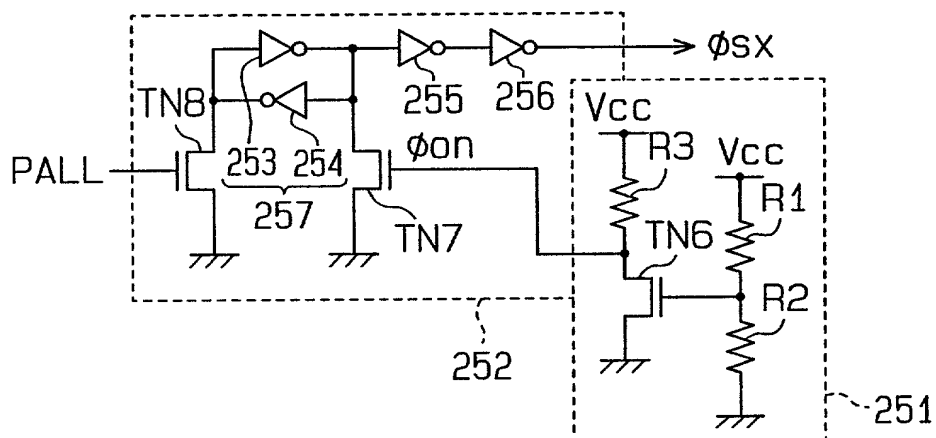 φsx
255
256
TN8
Vcc
R3
253
254
φon
Vcc
PALL
R1
257
TN7
TN6
R2
252
251